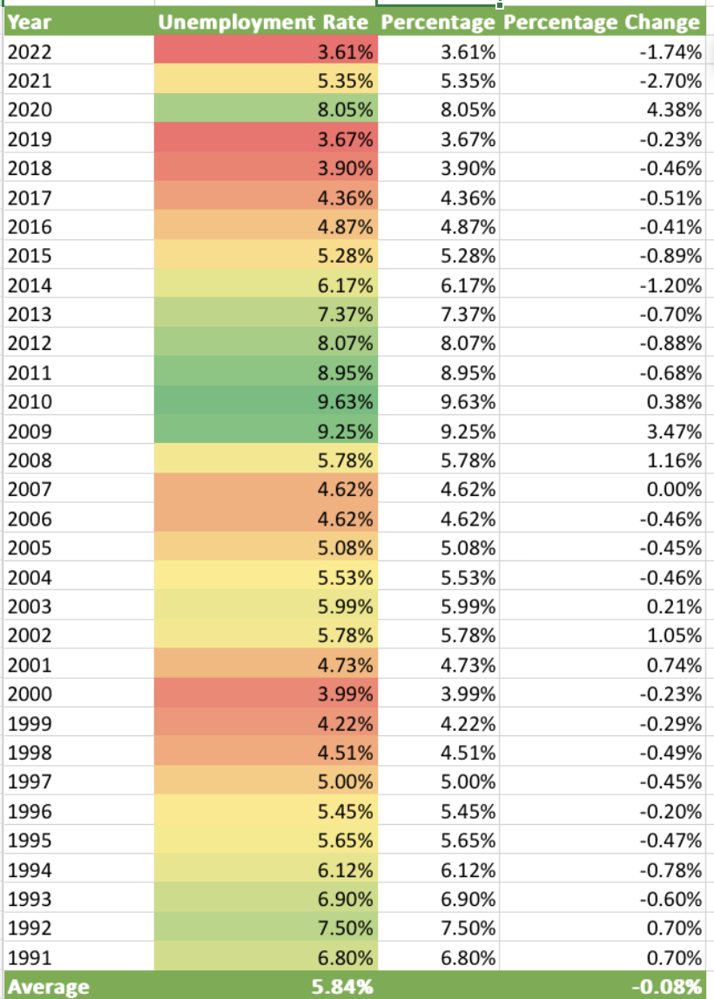 Year Unemployment Rate Percentage Percentage Change
2022 3.61% 3.61% -1.74%
2021 5.35% 5.35% -2.70%
2020 8.05% 8.05% 4.38%
2019 3.67% 3.67% -0.23%
2018 3.90% 3.90% -0.46%
2017 4.36% 4.36% -0.51%
2016 4.87% 4.87% -0.41%
2015 5.28% 5.28% -0.89%
2014 6.17% 6.17% -1.20%
2013 7.37% 7.37% -0.70%
2012 8.07% 8.07% -0.88%
2011 8.95% 8.95% -0.68%
2010 9.63% 9.63% 0.38%
2009 9.25% 9.25% 3.47%
2008 5.78% 5.78% 1.16%
2007 4.62% 4.62% 0.00%
2006 4.62% 4.62% -0.46%
2005 5.08% 5.08% -0.45%
2004 5.53% 5.53% -0.46%
2003 5.99% 5.99% 0.21%
2002 5.78% 5.78% 1.05%
2001 4.73% 4.73% 0.74%
2000 3.99% 3.99% -0.23%
1999 4.22% 4.22% -0.29%
1998 4.51% 4.51% -0.49%
1997 5.00% 5.00% -0.45%
1996 5.45% 5.45% -0.20%
1995 5.65% 5.65% -0.47%
1994 6.12% 6.12% -0.78%
1993 6.90% 6.90% -0.60%
1992 7.50% 7.50% 0.70%
1991 6.80% 6.80% 0.70%
Average 5.84% -0.08%